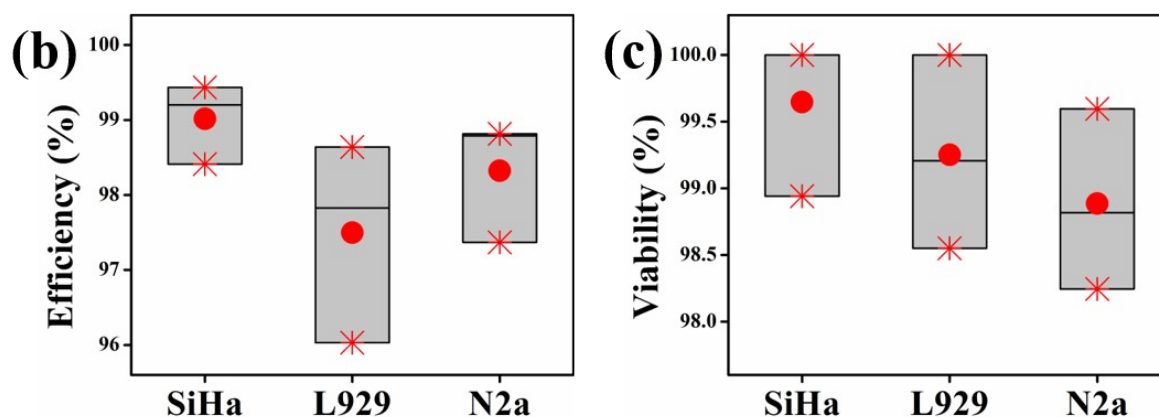 (b)
Efficiency (%)
100
99
98
97
96
SiHa L929 N2a
(c)
Viability (%)
100.0
99.5
99.0
98.5
98.0
SiHa L929 N2a